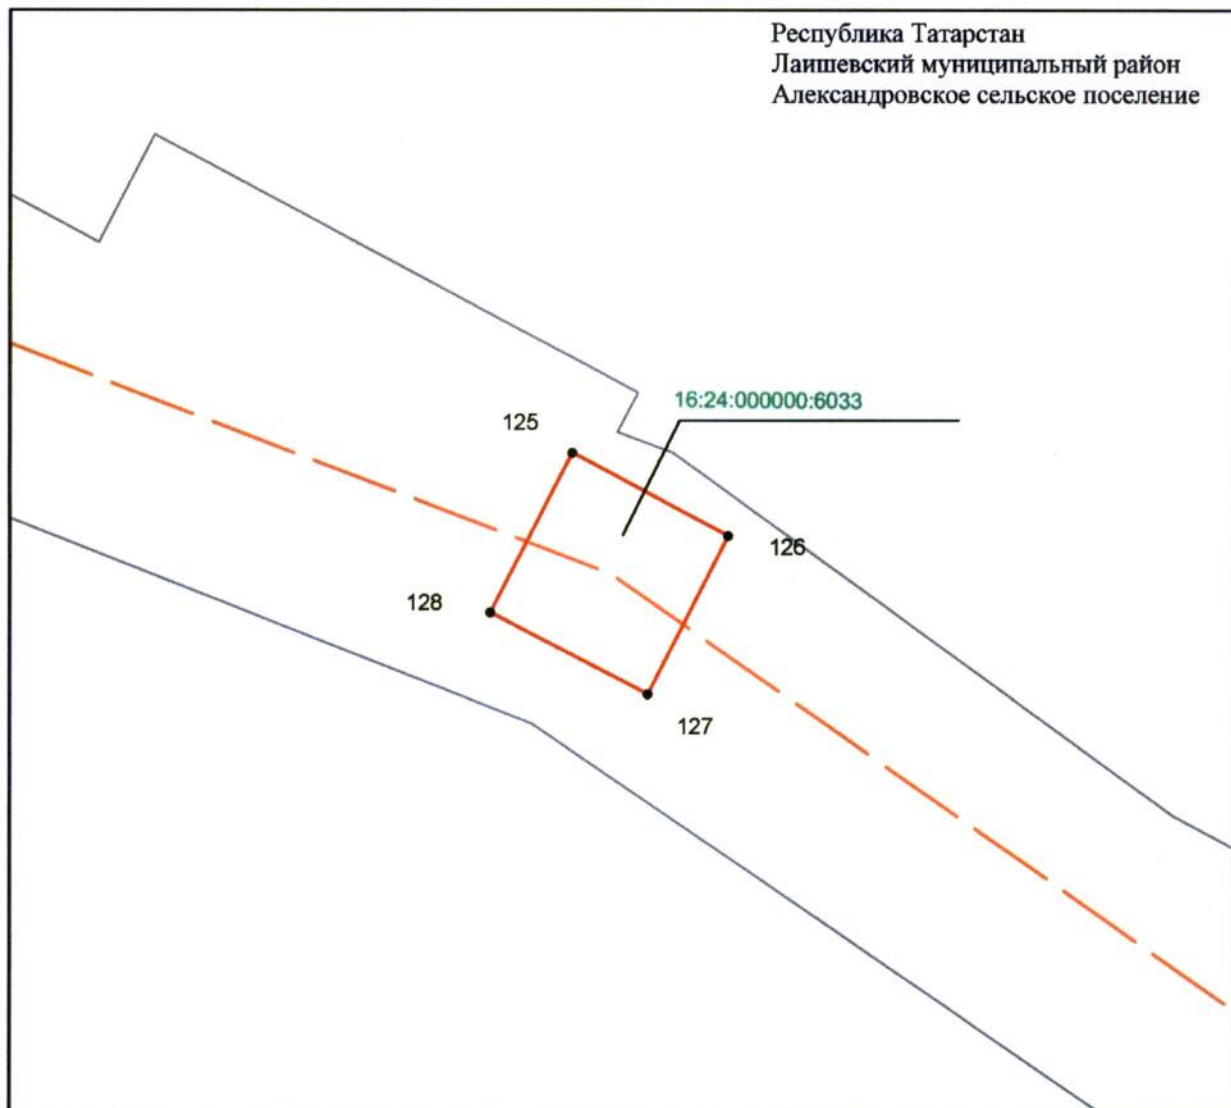 Республика Татарстан
Лаишевский муниципальный район
Александровское сельское поселение
16:24:000000:6033
125
126
128
127